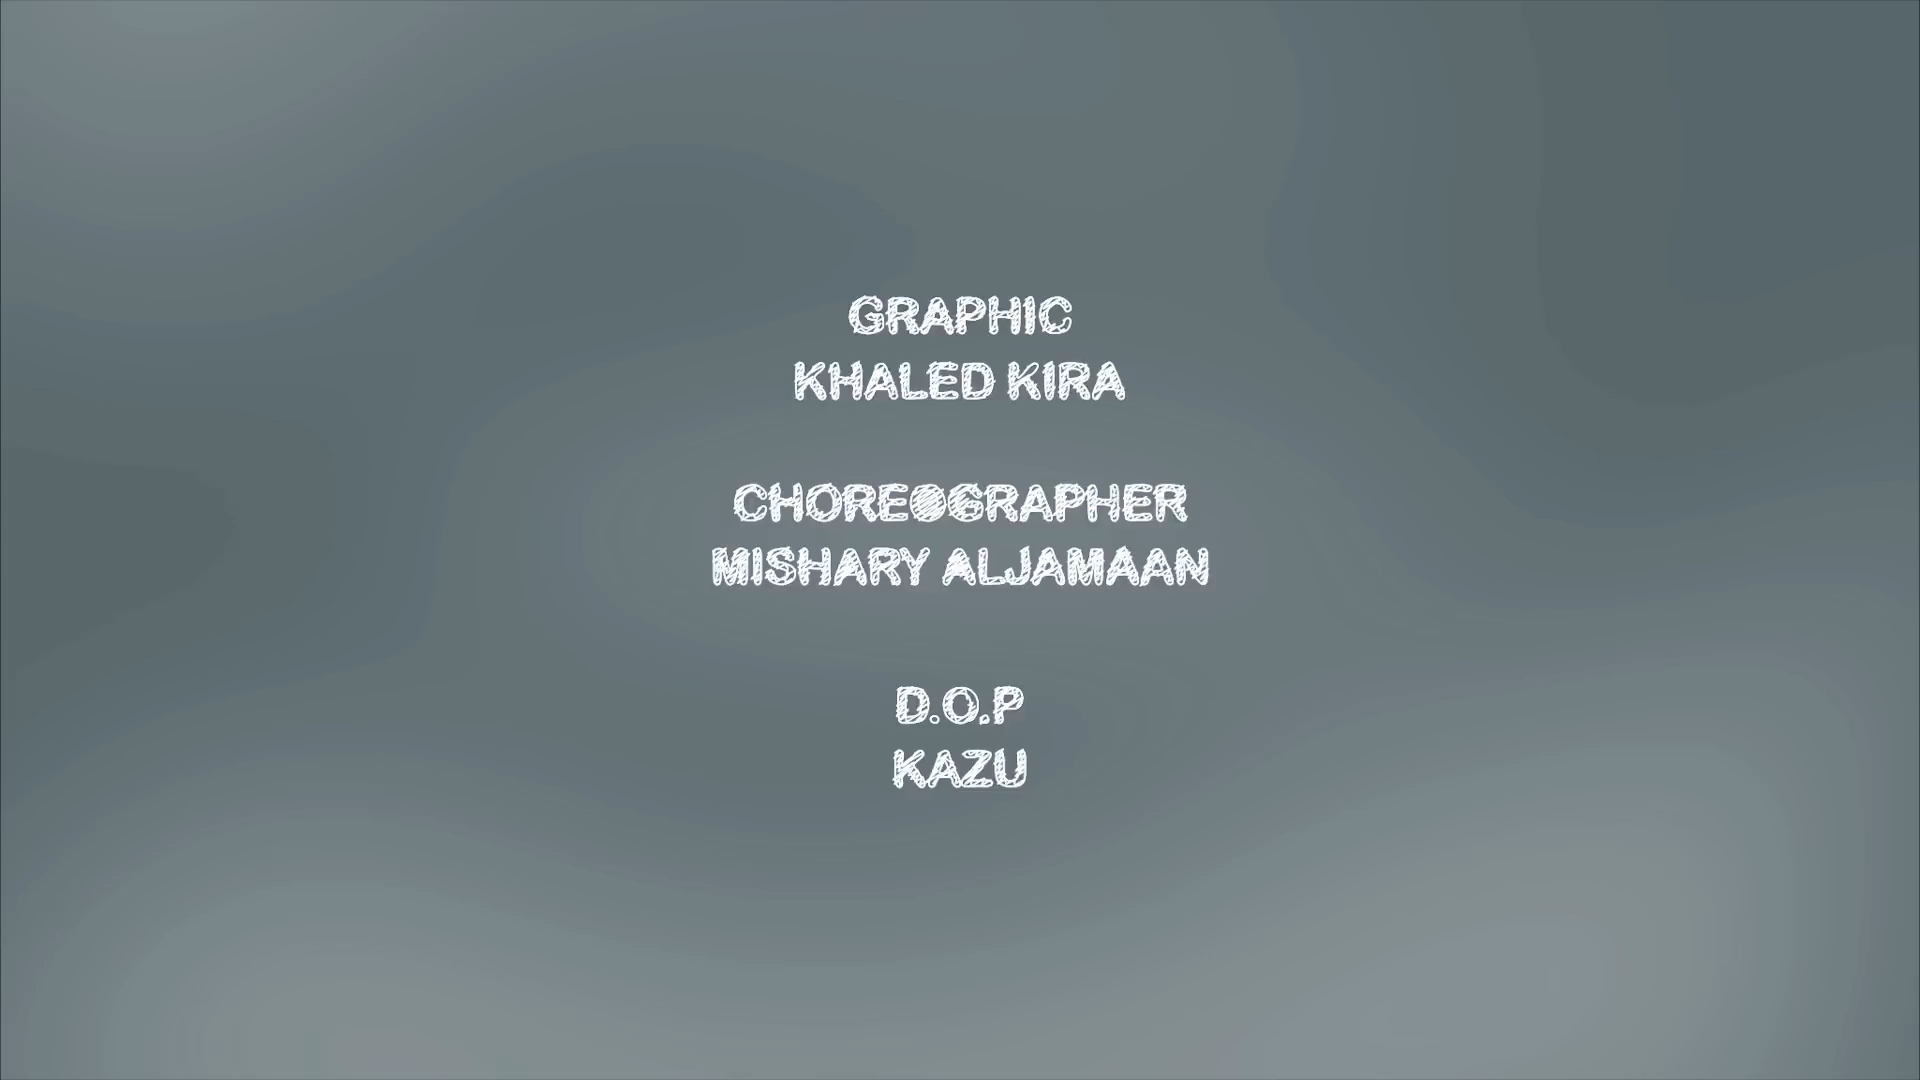 GRAPHIC
KHALED KIRA
CHOREOGRAPHER
MISHARY ALJAMAAN
D.O.P
KAZU